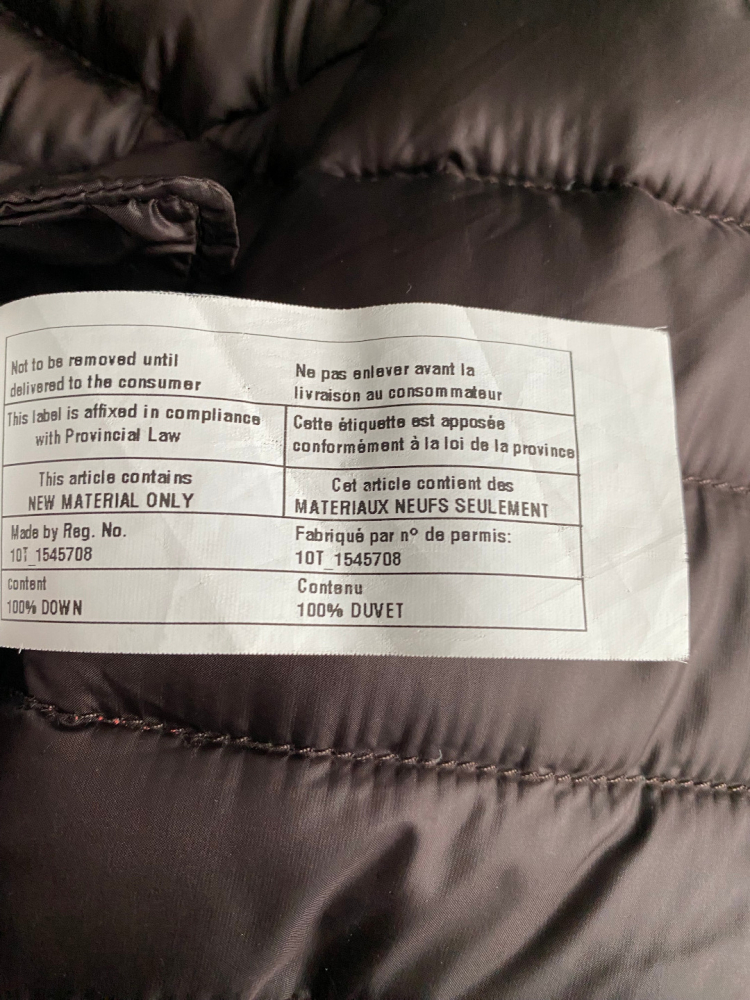 Not to be removed until
delivered to the consumer
Ne pas enlever avant la
livraison au consommateur
This label is affixed in compliance
with Provincial Law
Cette étiquette est apposée
conformément à la loi de la province
This article contains
NEW MATERIAL ONLY
Cet article contient des
MATERIAUX NEUFS SEULEMENT
Made by Reg. No.
10T_1545708
Fabriqué par nº de permis:
10T_1545708
Content
100% DOWN
Contenu
100% DUVET